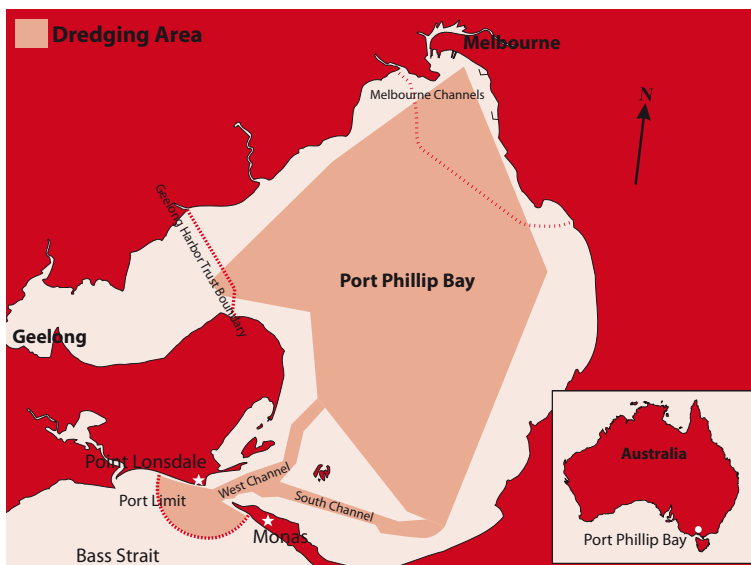 Dredging Area
Melbourne
Melbourne Channels
N
Geelong Harbor Trust Boundary
Port Phillip Bay
Geelong
Point Lonsdale
West Channel
Port Limit
South Channel
Monas
Bass Strait
Australia
Port Phillip Bay